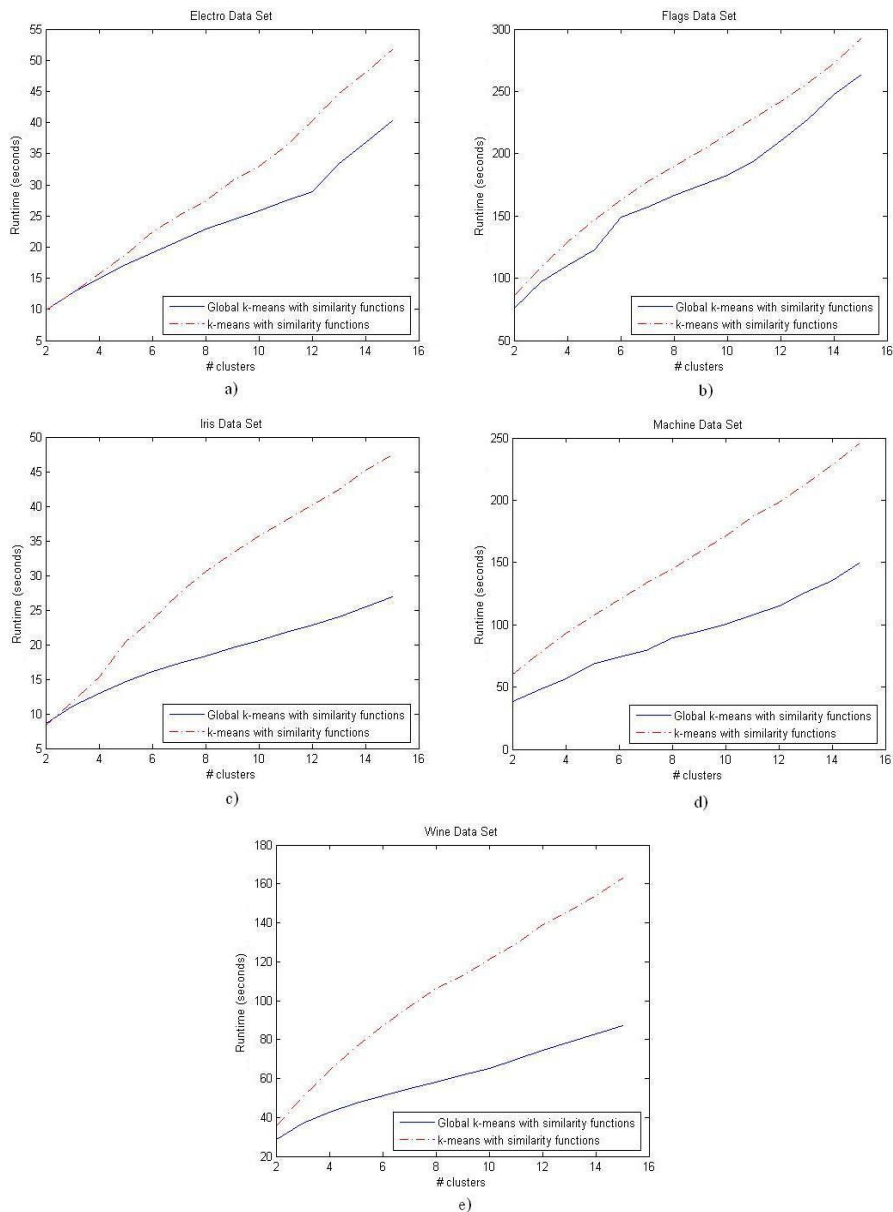 Electro Data Set
55
50
45
40
35
30
25
20
15
10
5
Runtime (seconds)
2 4 6 8 10 12 14 16
# clusters
Global k-means with similarity functions
k-means with similarity functions
a)
Flags Data Set
300
250
200
150
100
50
Runtime (seconds)
2 4 6 8 10 12 14 16
# clusters
Global k-means with similarity functions
k-means with similarity functions
b)
Iris Data Set
50
45
40
35
30
25
20
15
10
5
Runtime (seconds)
2 4 6 8 10 12 14 16
# clusters
Global k-means with similarity functions
k-means with similarity functions
c)
Machine Data Set
250
200
150
100
50
0
Runtime (seconds)
2 4 6 8 10 12 14 16
# clusters
Global k-means with similarity functions
k-means with similarity functions
d)
Wine Data Set
180
160
140
120
100
80
60
40
20
Runtime (seconds)
2 4 6 8 10 12 14 16
# clusters
Global k-means with similarity functions
k-means with similarity functions
e)